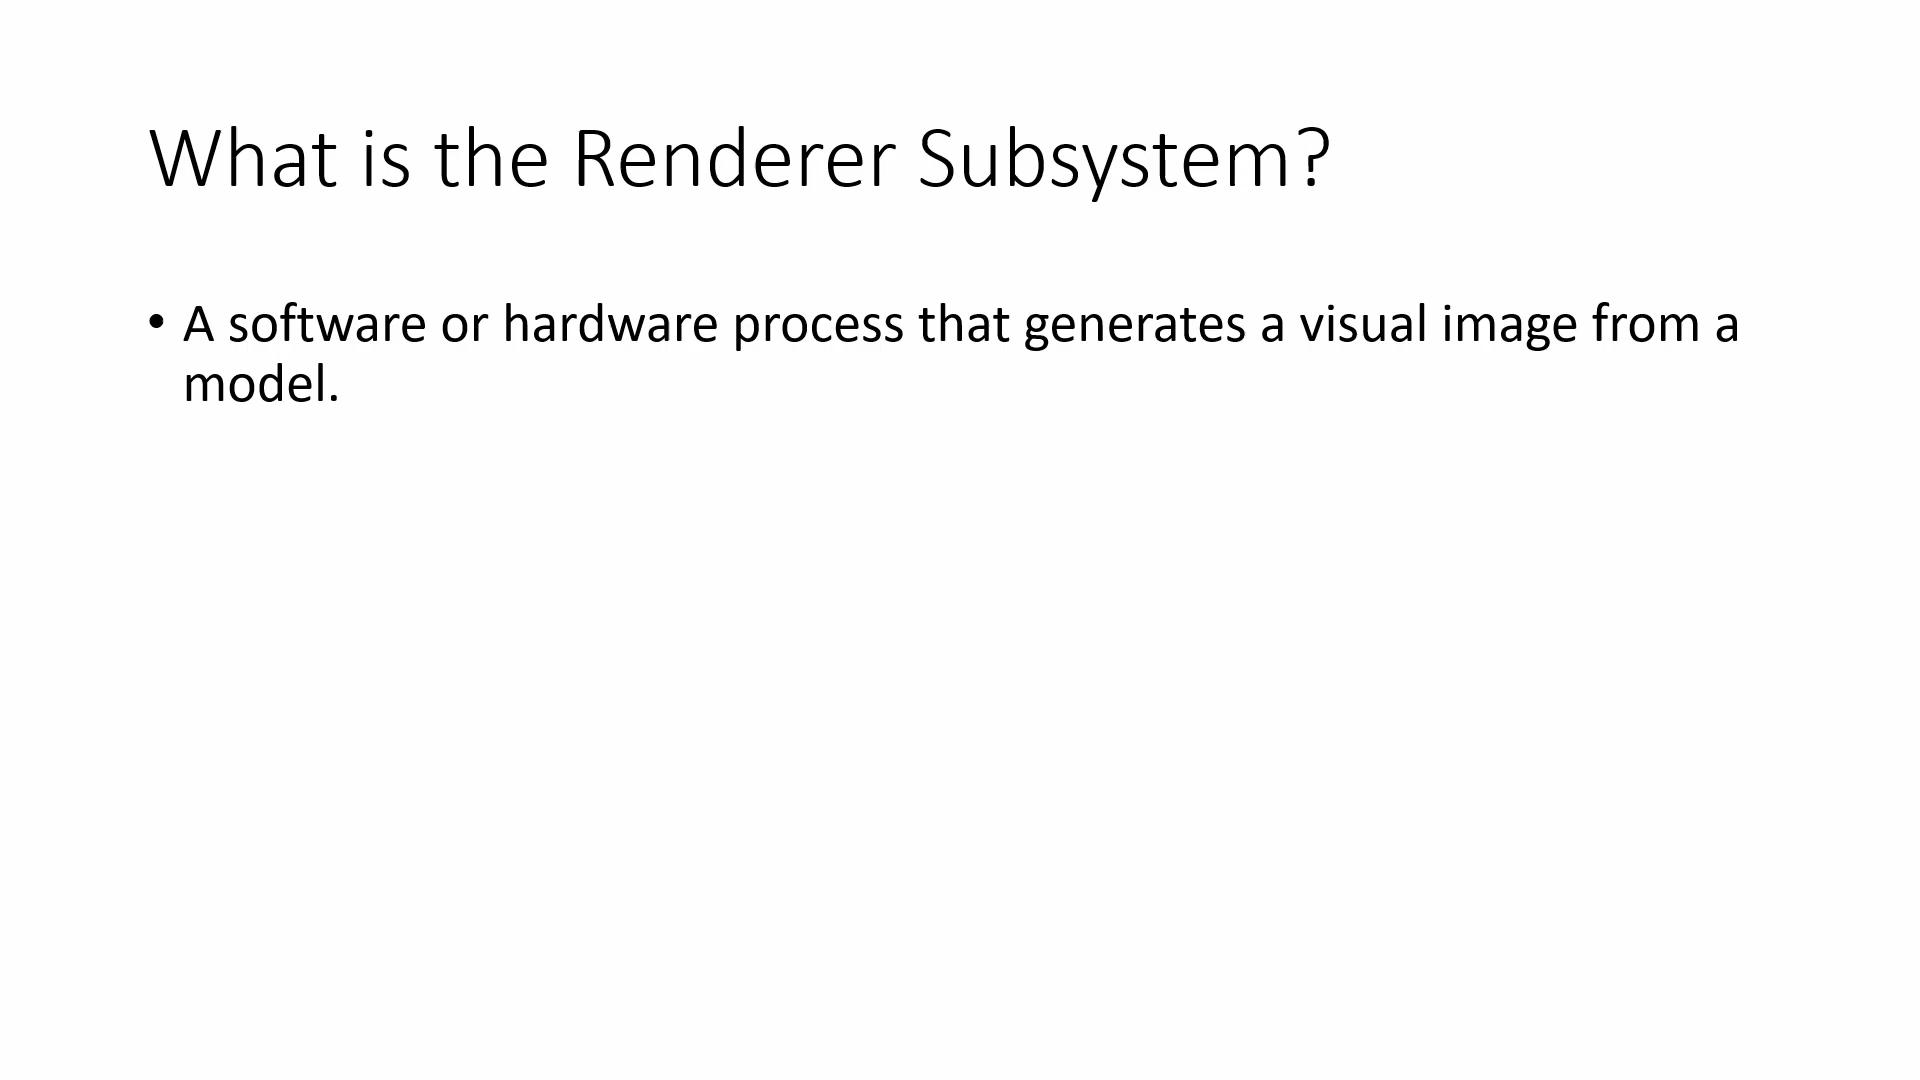 What is the Renderer Subsystem?
• A software or hardware process that generates a visual image from a
model.